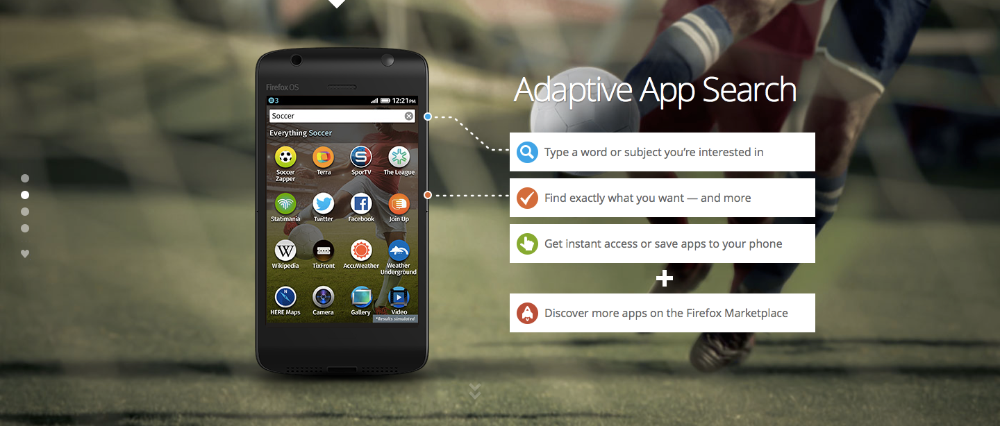 Firefox OS
3
12:21PM
Soccer
Everything Soccer
Soccer Zapper
Terra
SporTV
The League
Statimania
Twitter
Facebook
Join Up
Wikipedia
TixFront
AccuWeather
Weather Underground
HERE Maps
Camera
Gallery
Video
*Results simulated
Adaptive App Search
Type a word or subject you’re interested in
Find exactly what you want — and more
Get instant access or save apps to your phone
Discover more apps on the Firefox Marketplace